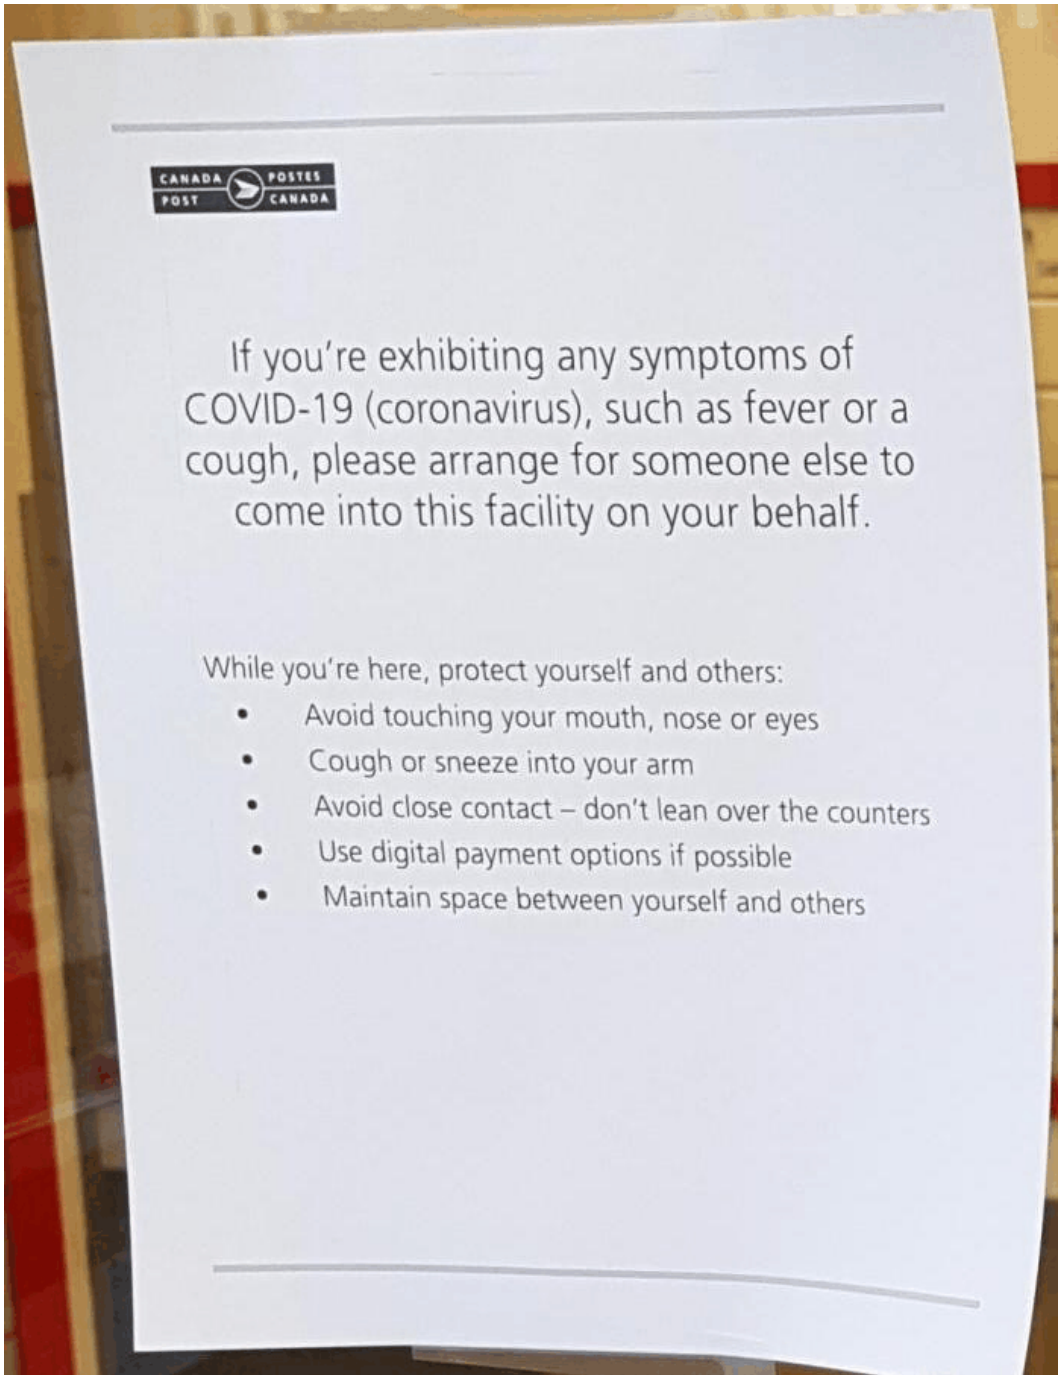 CANADA POSTES
POST CANADA
If you're exhibiting any symptoms of
COVID-19 (coronavirus), such as fever or a
cough, please arrange for someone else to
come into this facility on your behalf.
While you're here, protect yourself and others:
• Avoid touching your mouth, nose or eyes
• Cough or sneeze into your arm
• Avoid close contact – don't lean over the counters
• Use digital payment options if possible
• Maintain space between yourself and others